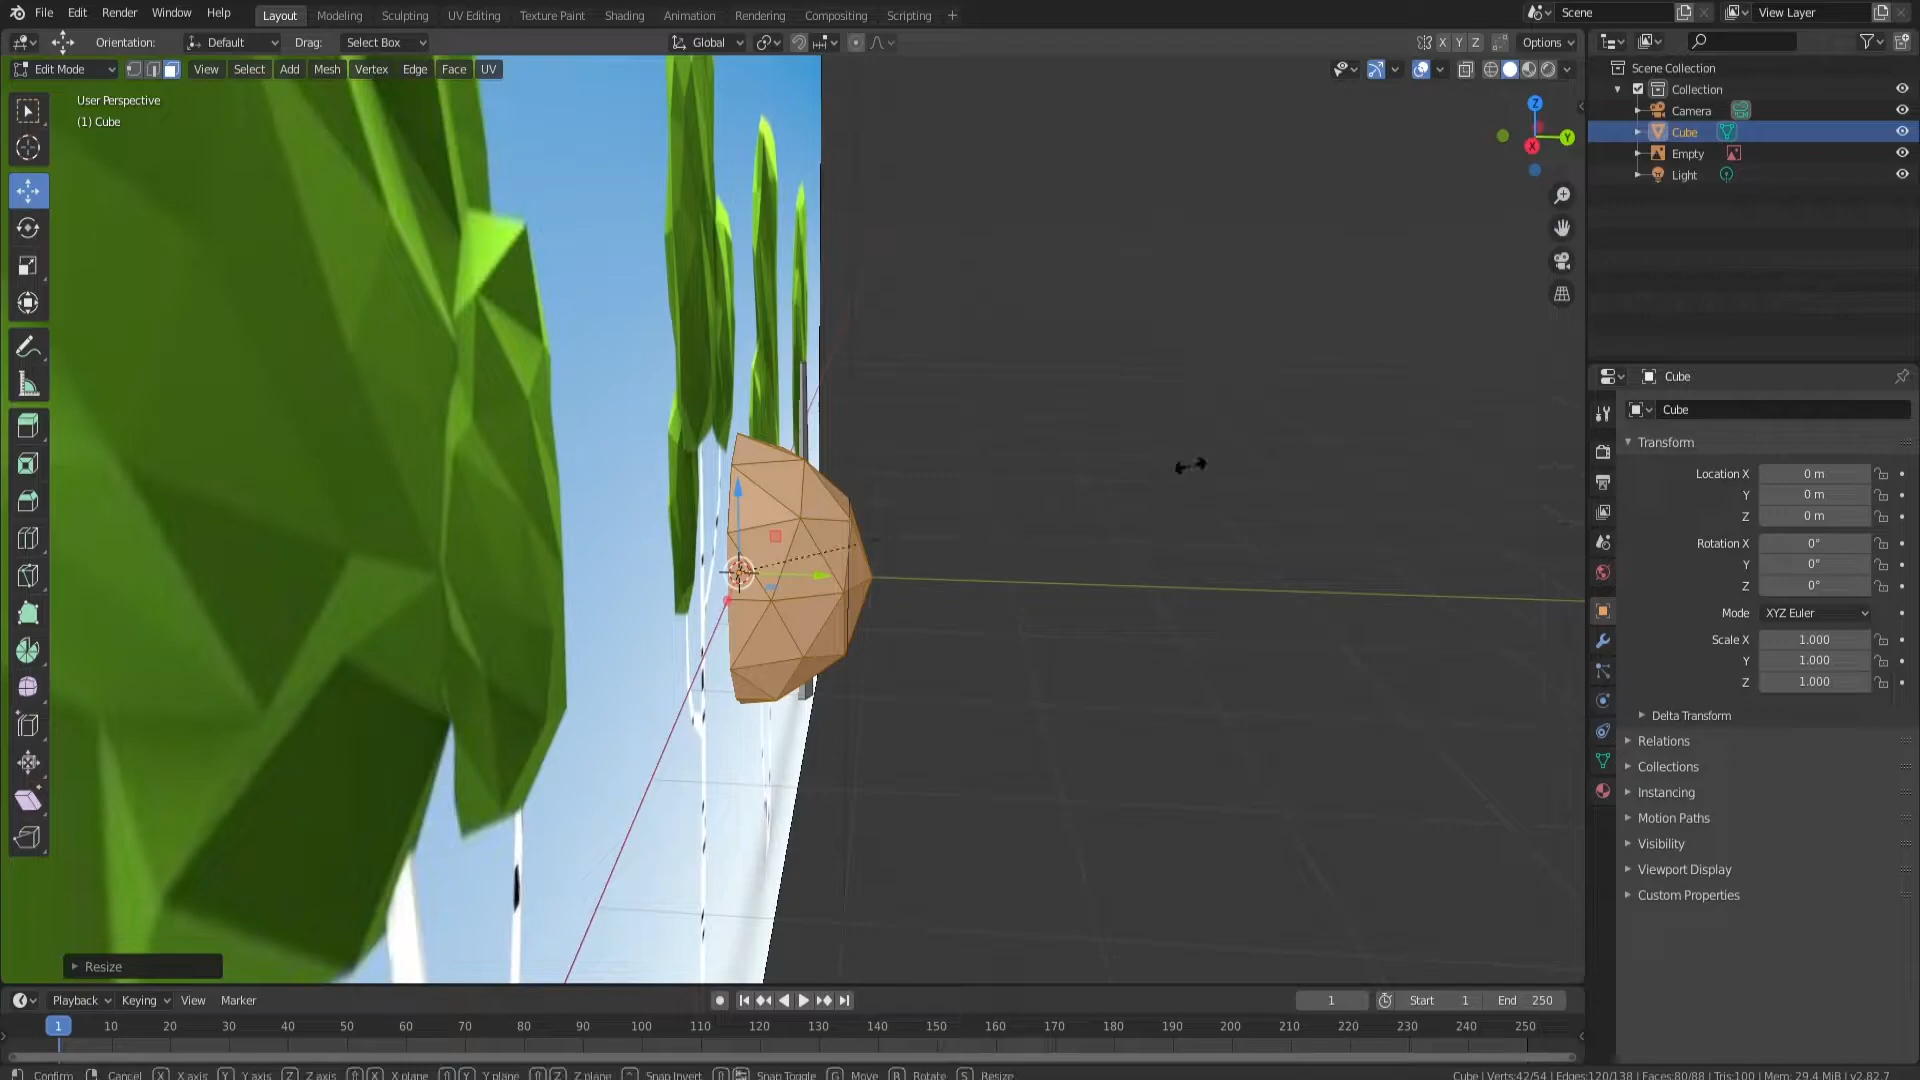 File Edit Render Window Help Layout Modeling Sculpting UV Editing Texture Paint Shading Animation Rendering Compositing Scripting + Scene View Layer
Orientation: Default Drag: Select Box Global X Y Z Options
Edit Mode View Select Add Mesh Vertex Edge Face UV
User Perspective
(1) Cube
Z
Y
X
Scene Collection
Collection
Camera
Cube
Empty
Light
Cube
Cube
Transform
Location X 0 m
Y 0 m
Z 0 m
Rotation X 0°
Y 0°
Z 0°
Mode XYZ Euler
Scale X 1.000
Y 1.000
Z 1.000
Delta Transform
Relations
Collections
Instancing
Motion Paths
Visibility
Viewport Display
Custom Properties
Resize
Playback Keying View Marker 1 Start 1 End 250
1 10 20 30 40 50 60 70 80 90 100 110 120 130 140 150 160 170 180 190 200 210 220 230 240 250
Confirm Cancel X X axis Y Y axis Z Z axis X X plane Y Y plane Z Z plane Snap Invert Snap Toggle G Move R Rotate S Resize Cube | Verts:42/54 | Edges:120/138 | Faces:80/88 | Tris:100 | Mem: 29.4 MiB | v2.82.7